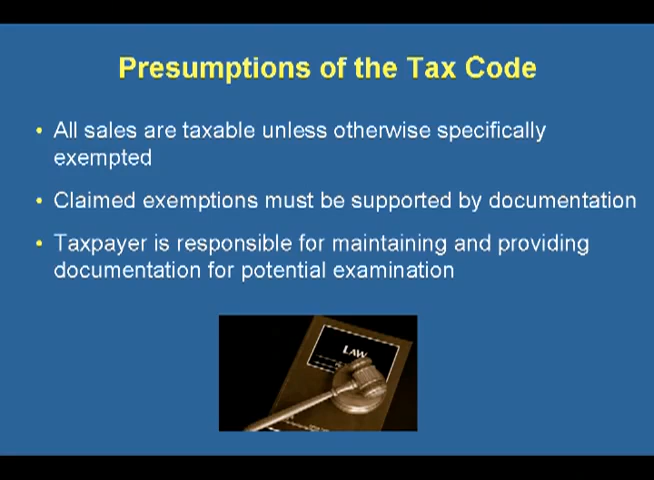 Presumptions of the Tax Code
• All sales are taxable unless otherwise specifically
exempted
• Claimed exemptions must be supported by documentation
• Taxpayer is responsible for maintaining and providing
documentation for potential examination
LAW